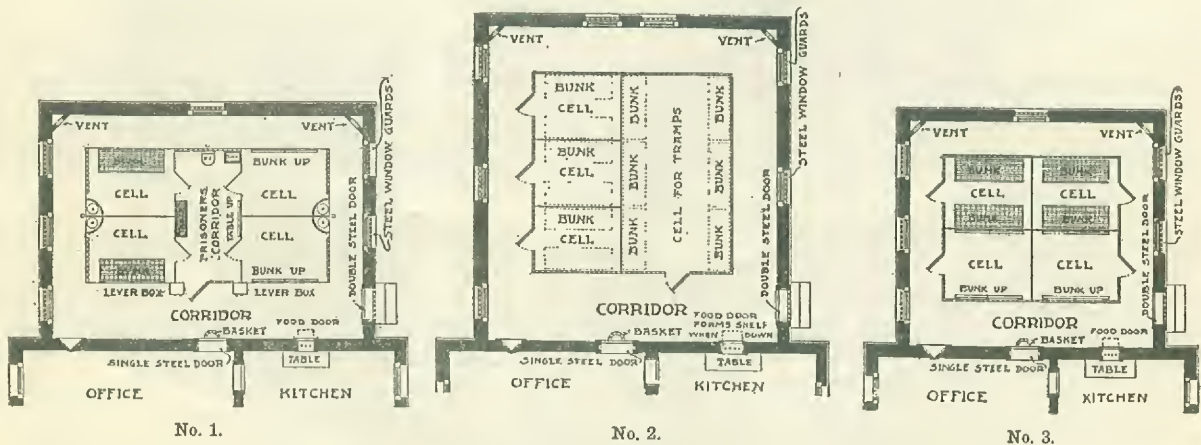 VENT
VENT
STEEL WINDOW GUARDS
BUNK UP
CELL
CELL
PRISONERS CORRIDOR
TABLE UP
CELL
CELL
BUNK UP
LEVER BOX
LEVER BOX
DOUBLE STEEL DOOR
CORRIDOR
BASKET
FOOD DOOR
SINGLE STEEL DOOR
TABLE
OFFICE
KITCHEN
No. 1.
VENT
VENT
STEEL WINDOW GUARDS
BUNK
CELL
BUNK
BUNK
BUNK
CELL
BUNK
CELL FOR TRAMPS
BUNK
BUNK
CELL
BUNK
BUNK
DOUBLE STEEL DOOR
CORRIDOR
BASKET
FOOD DOOR
FORMS SHELF
WHEN DOWN
SINGLE STEEL DOOR
TABLE
OFFICE
KITCHEN
No. 2.
VENT
VENT
STEEL WINDOW GUARDS
BUNK
BUNK
CELL
CELL
BUNK
BUNK
CELL
CELL
BUNK UP
BUNK UP
DOUBLE STEEL DOOR
CORRIDOR
BASKET
FOOD DOOR
SINGLE STEEL DOOR
TABLE
OFFICE
KITCHEN
No. 3.